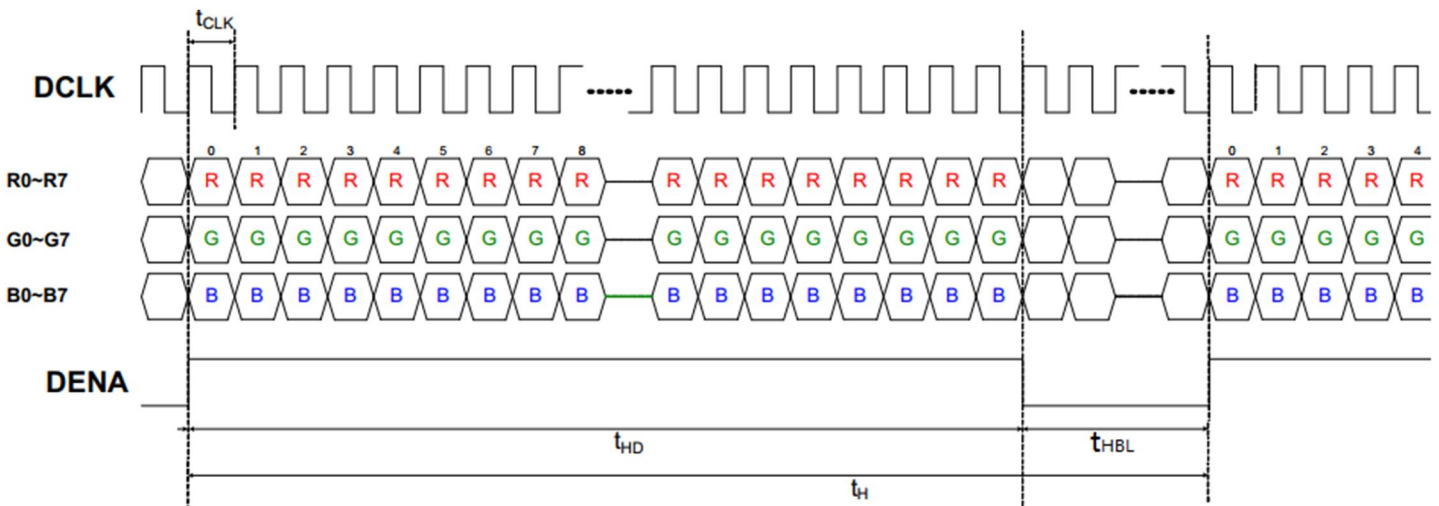 tCLK
DCLK
0 1 2 3 4 5 6 7 8 0 1 2 3 4
R0~R7 R R R R R R R R R R R R R R R R R R R R R R
G0~G7 G G G G G G G G G G G G G G G G G G G G G G
B0~B7 B B B B B B B B B B B B B B B B B B B B B B
DENA
tHD tHBL
tH